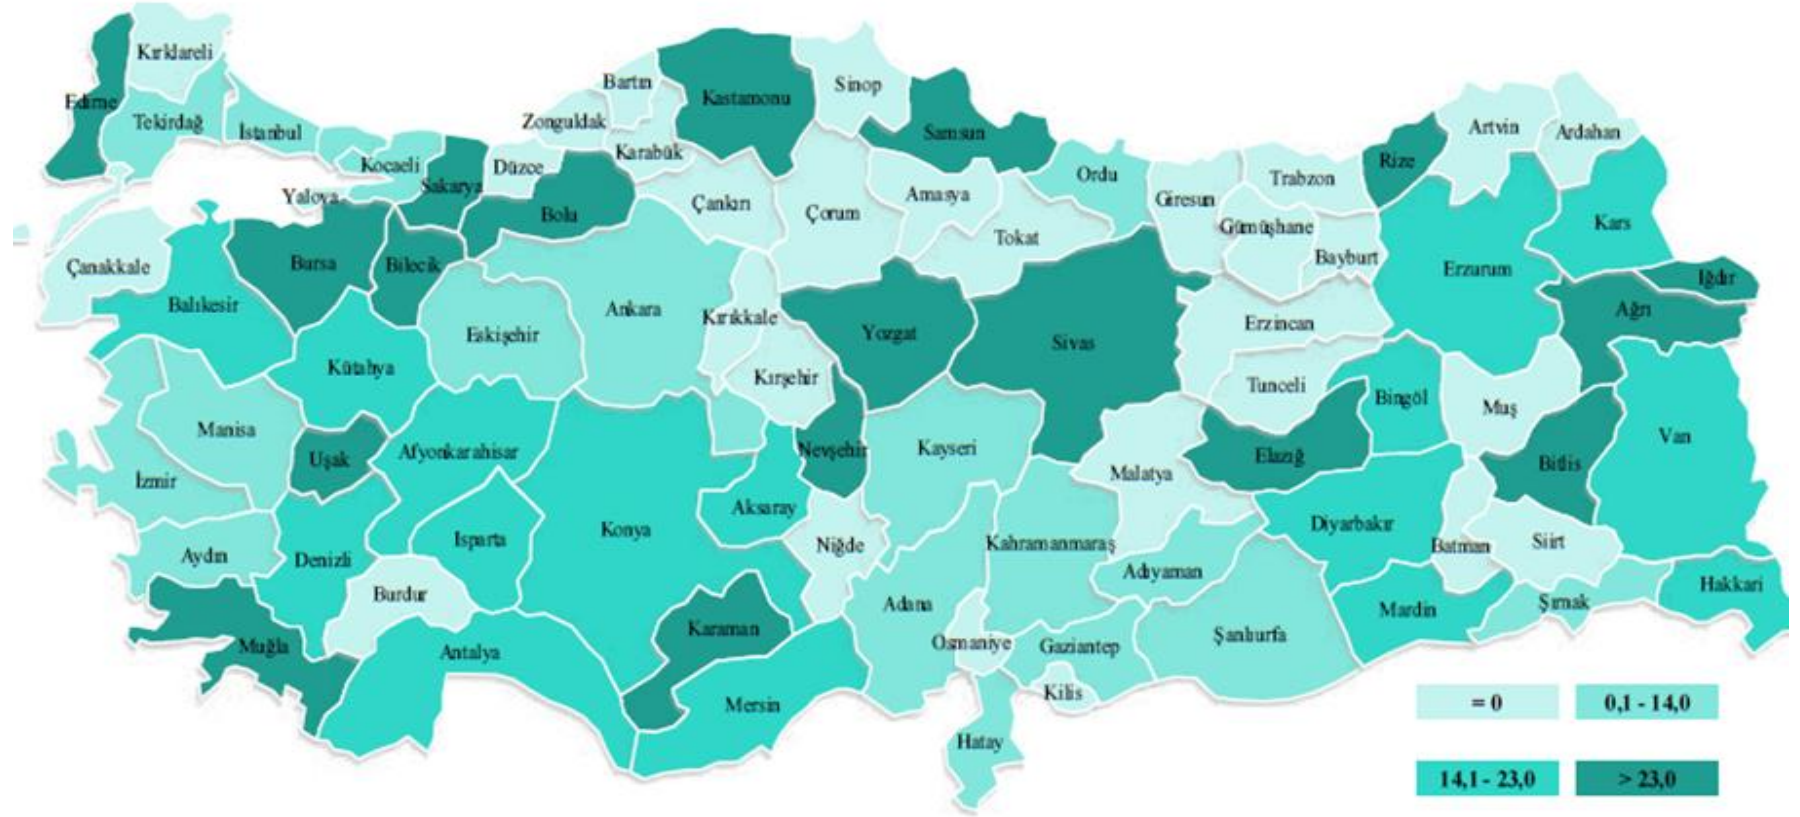 Kırklareli
Edirne
Tekirdağ
İstanbul
Kocaeli
Yalova
Sakarya
Düzce
Zonguldak
Bartın
Karabük
Kastamonu
Sinop
Samsun
Bolu
Çankırı
Çorum
Amasya
Tokat
Ordu
Giresun
Trabzon
Gümüşhane
Bayburt
Rize
Artvin
Ardahan
Kars
Iğdır
Ağrı
Erzurum
Çanakkale
Balıkesir
Bursa
Bilecik
Eskişehir
Ankara
Kırıkkale
Kırşehir
Yozgat
Sivas
Erzincan
Tunceli
Bingöl
Muş
Van
Kütahya
Manisa
Uşak
Afyonkarahisar
İzmir
Nevşehir
Kayseri
Malatya
Elazığ
Bitlis
Aydın
Denizli
Isparta
Konya
Aksaray
Niğde
Kahramanmaraş
Adıyaman
Diyarbakır
Batman
Siirt
Burdur
Muğla
Antalya
Karaman
Mersin
Adana
Osmaniye
Gaziantep
Kilis
Şanlıurfa
Mardin
Şırnak
Hakkari
Hatay
= 0
0,1 - 14,0
14,1 - 23,0
> 23,0